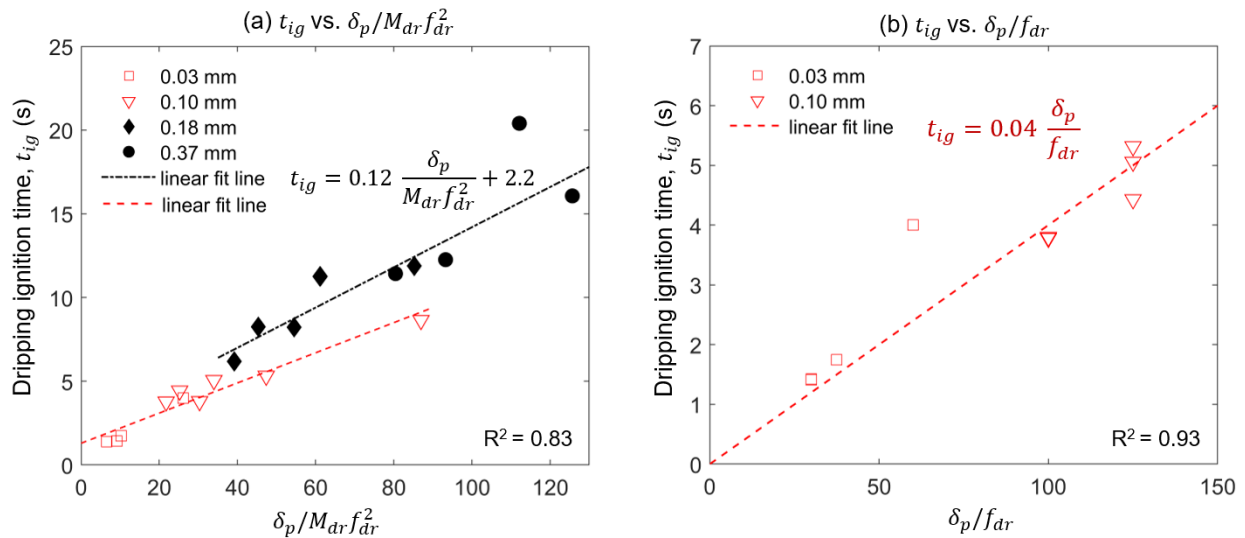 (a) t_ig vs. δ_p/M_dr f_dr^2
25
20
15
10
5
0
Dripping ignition time, t_ig (s)
0.03 mm
0.10 mm
0.18 mm
0.37 mm
linear fit line
linear fit line
t_ig = 0.12 δ_p/(M_dr f_dr^2) + 2.2
R² = 0.83
0 20 40 60 80 100 120
δ_p/M_dr f_dr^2
(b) t_ig vs. δ_p/f_dr
7
6
5
4
3
2
1
0
Dripping ignition time, t_ig (s)
0.03 mm
0.10 mm
linear fit line
t_ig = 0.04 δ_p/f_dr
R² = 0.93
0 50 100 150
δ_p/f_dr